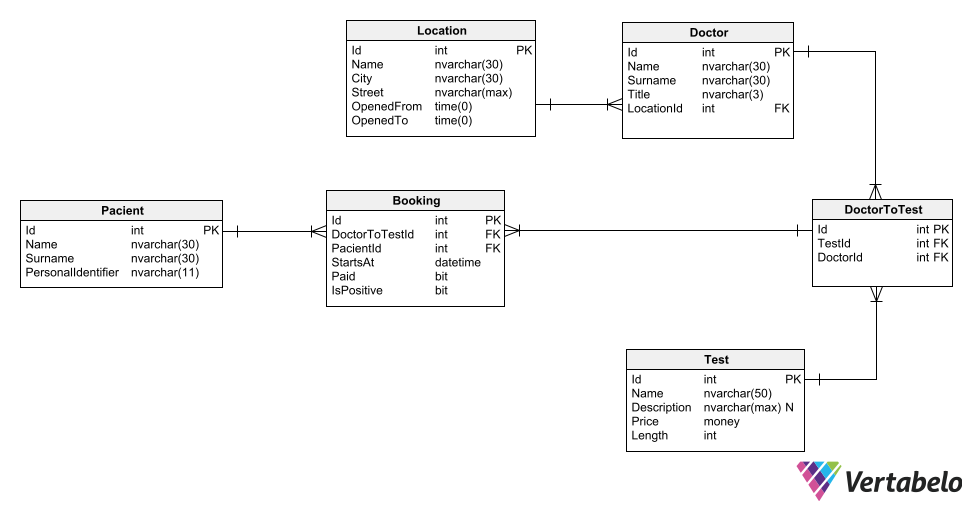 Location
Id int PK
Name nvarchar(30)
City nvarchar(30)
Street nvarchar(max)
OpenedFrom time(0)
OpenedTo time(0)
Doctor
Id int PK
Name nvarchar(30)
Surname nvarchar(30)
Title nvarchar(3)
LocationId int FK
Pacient
Id int PK
Name nvarchar(30)
Surname nvarchar(30)
PersonalIdentifier nvarchar(11)
Booking
Id int PK
DoctorToTestId int FK
PacientId int FK
StartsAt datetime
Paid bit
IsPositive bit
DoctorToTest
Id int PK
TestId int FK
DoctorId int FK
Test
Id int PK
Name nvarchar(50)
Description nvarchar(max) N
Price money
Length int
Vertabelo